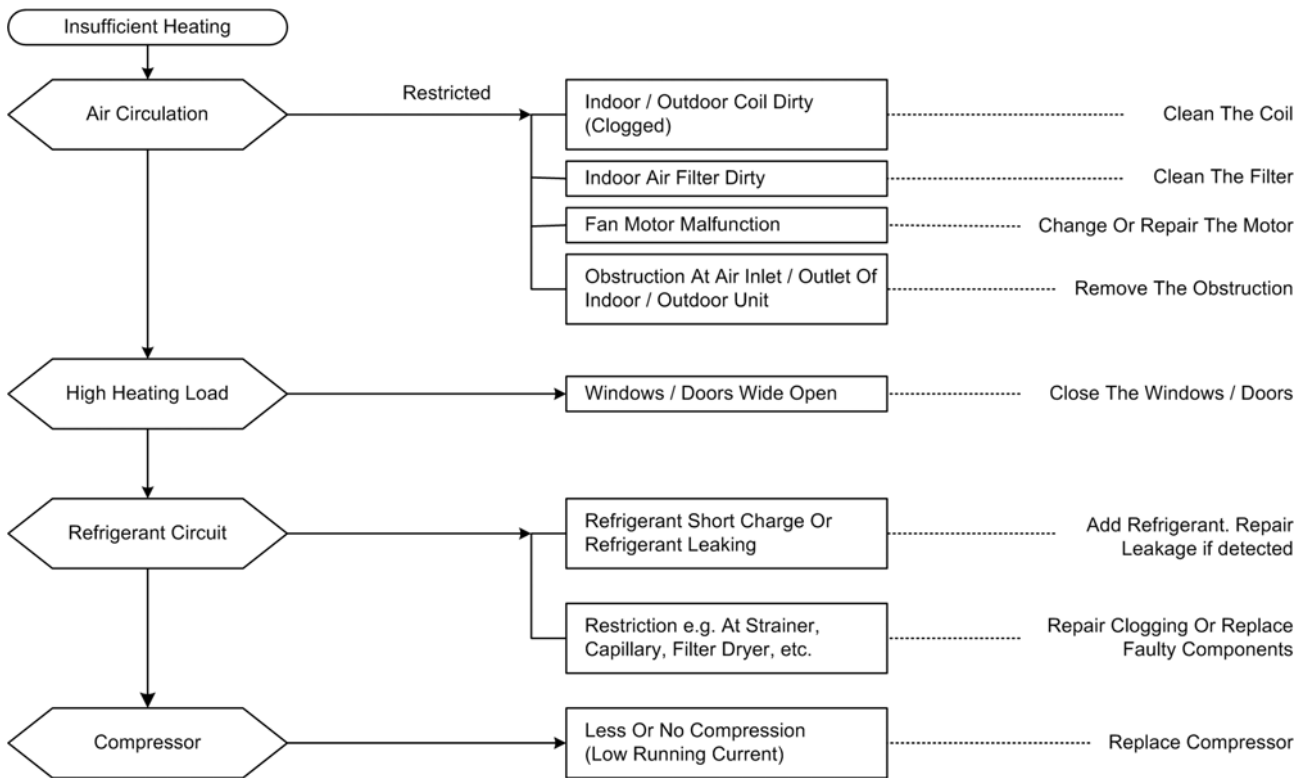 Insufficient Heating
Air Circulation
Restricted
Indoor / Outdoor Coil Dirty
(Clogged)
Clean The Coil
Indoor Air Filter Dirty
Clean The Filter
Fan Motor Malfunction
Change Or Repair The Motor
Obstruction At Air Inlet / Outlet Of
Indoor / Outdoor Unit
Remove The Obstruction
High Heating Load
Windows / Doors Wide Open
Close The Windows / Doors
Refrigerant Circuit
Refrigerant Short Charge Or
Refrigerant Leaking
Add Refrigerant. Repair
Leakage if detected
Restriction e.g. At Strainer,
Capillary, Filter Dryer, etc.
Repair Clogging Or Replace
Faulty Components
Compressor
Less Or No Compression
(Low Running Current)
Replace Compressor